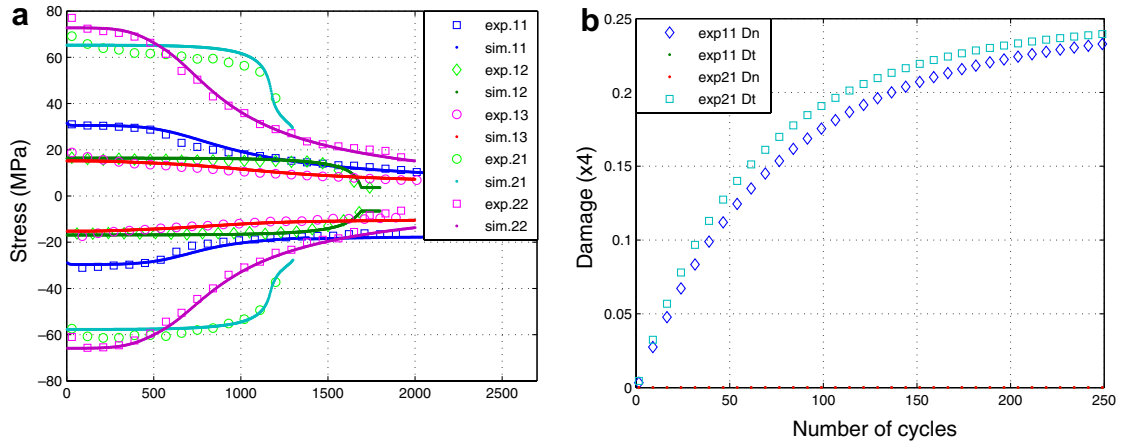 a
80
60
40
20
0
−20
−40
−60
−80
Stress (MPa)
0 500 1000 1500 2000 2500
exp.11
sim.11
exp.12
sim.12
exp.13
sim.13
exp.21
sim.21
exp.22
sim.22
b
0.25
0.2
0.15
0.1
0.05
0
Damage (x4)
0 50 100 150 200 250
Number of cycles
exp11 Dn
exp11 Dt
exp21 Dn
exp21 Dt